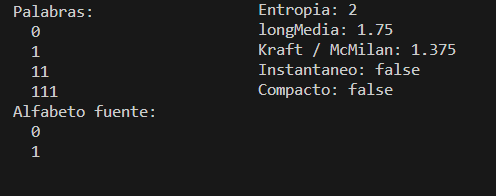 Palabras:
0
1
11
111
Alfabeto fuente:
0
1
Entropia: 2
longMedia: 1.75
Kraft / McMilan: 1.375
Instantaneo: false
Compacto: false